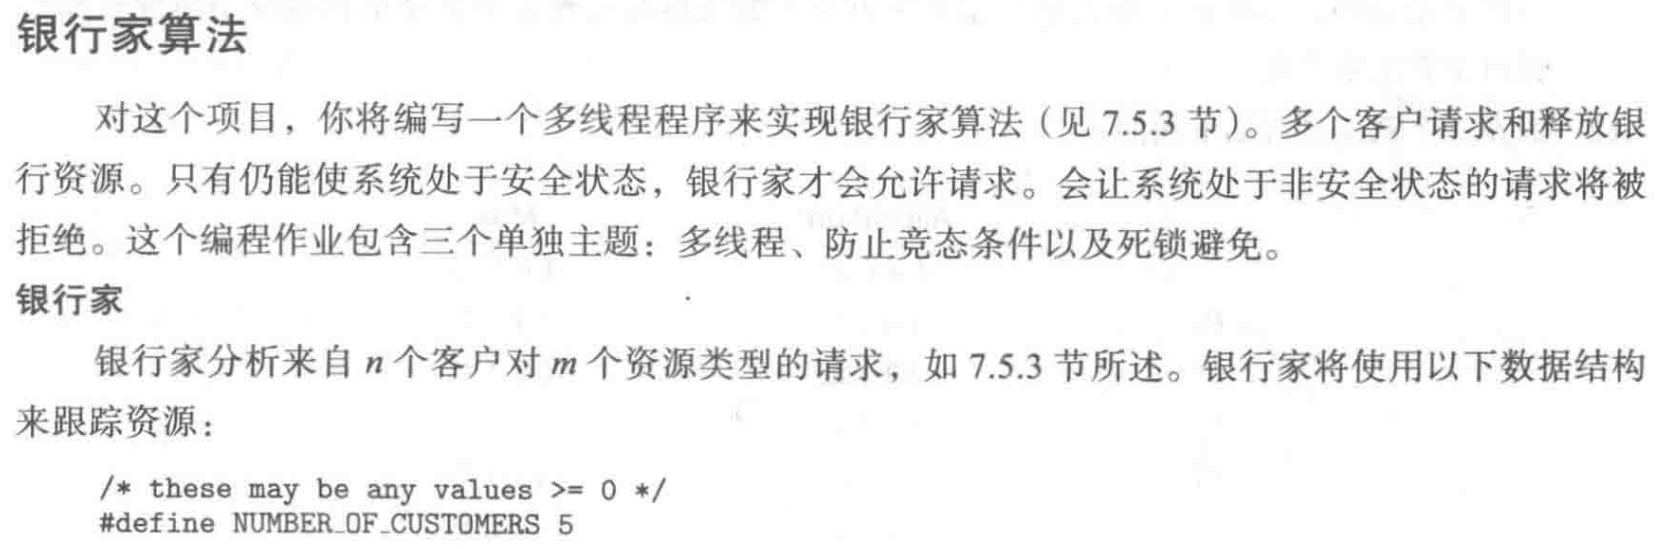 银行家算法
对这个项目，你将编写一个多线程程序来实现银行家算法（见 7.5.3 节）。多个客户请求和释放银
行资源。只有仍能使系统处于安全状态，银行家才会允许请求。会让系统处于非安全状态的请求将被
拒绝。这个编程作业包含三个单独主题：多线程、防止竞态条件以及死锁避免。
银行家
银行家分析来自 n 个客户对 m 个资源类型的请求，如 7.5.3 节所述。银行家将使用以下数据结构
来跟踪资源：
/* these may be any values >= 0 */
#define NUMBER_OF_CUSTOMERS 5